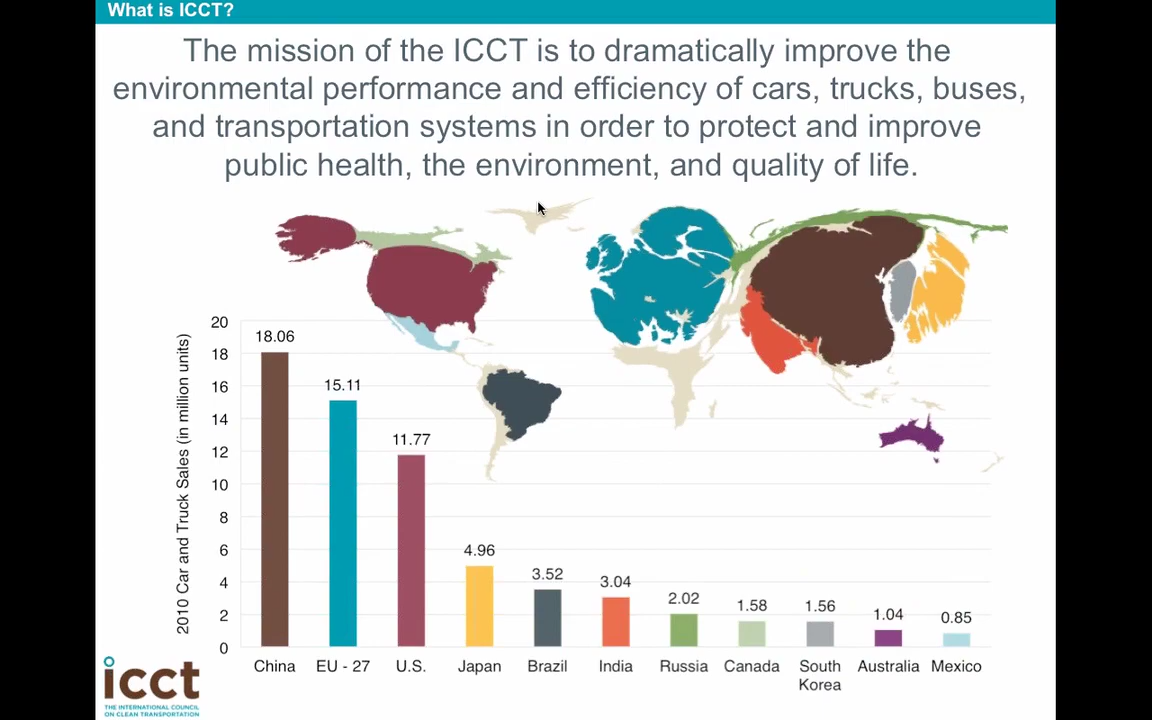 What is ICCT?
The mission of the ICCT is to dramatically improve the
environmental performance and efficiency of cars, trucks, buses,
and transportation systems in order to protect and improve
public health, the environment, and quality of life.
2010 Car and Truck Sales (in million units)
20
18
16
14
12
10
8
6
4
2
0
18.06
15.11
11.77
4.96
3.52
3.04
2.02
1.58
1.56
1.04
0.85
China
EU - 27
U.S.
Japan
Brazil
India
Russia
Canada
South
Korea
Australia
Mexico
icct
THE INTERNATIONAL COUNCIL
ON CLEAN TRANSPORTATION